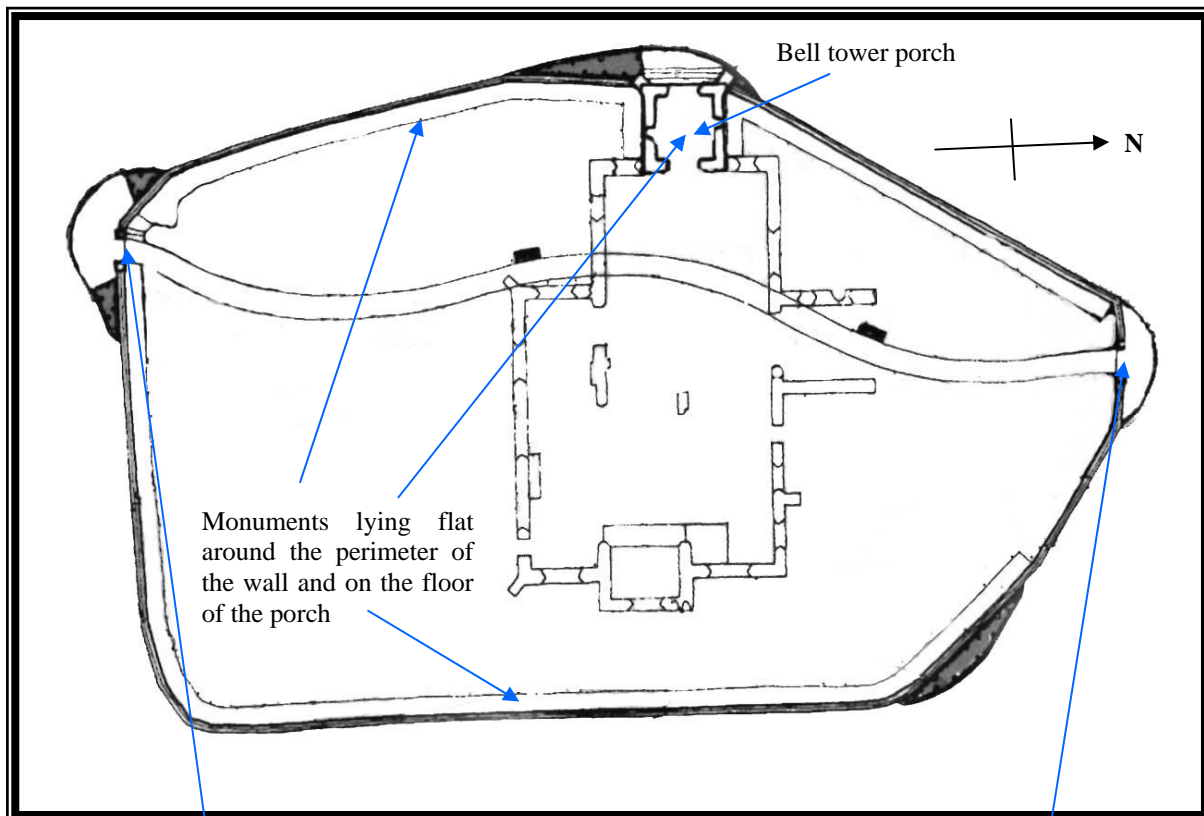 Bell tower porch
N
Monuments lying flat
around the perimeter of
the wall and on the floor
of the porch